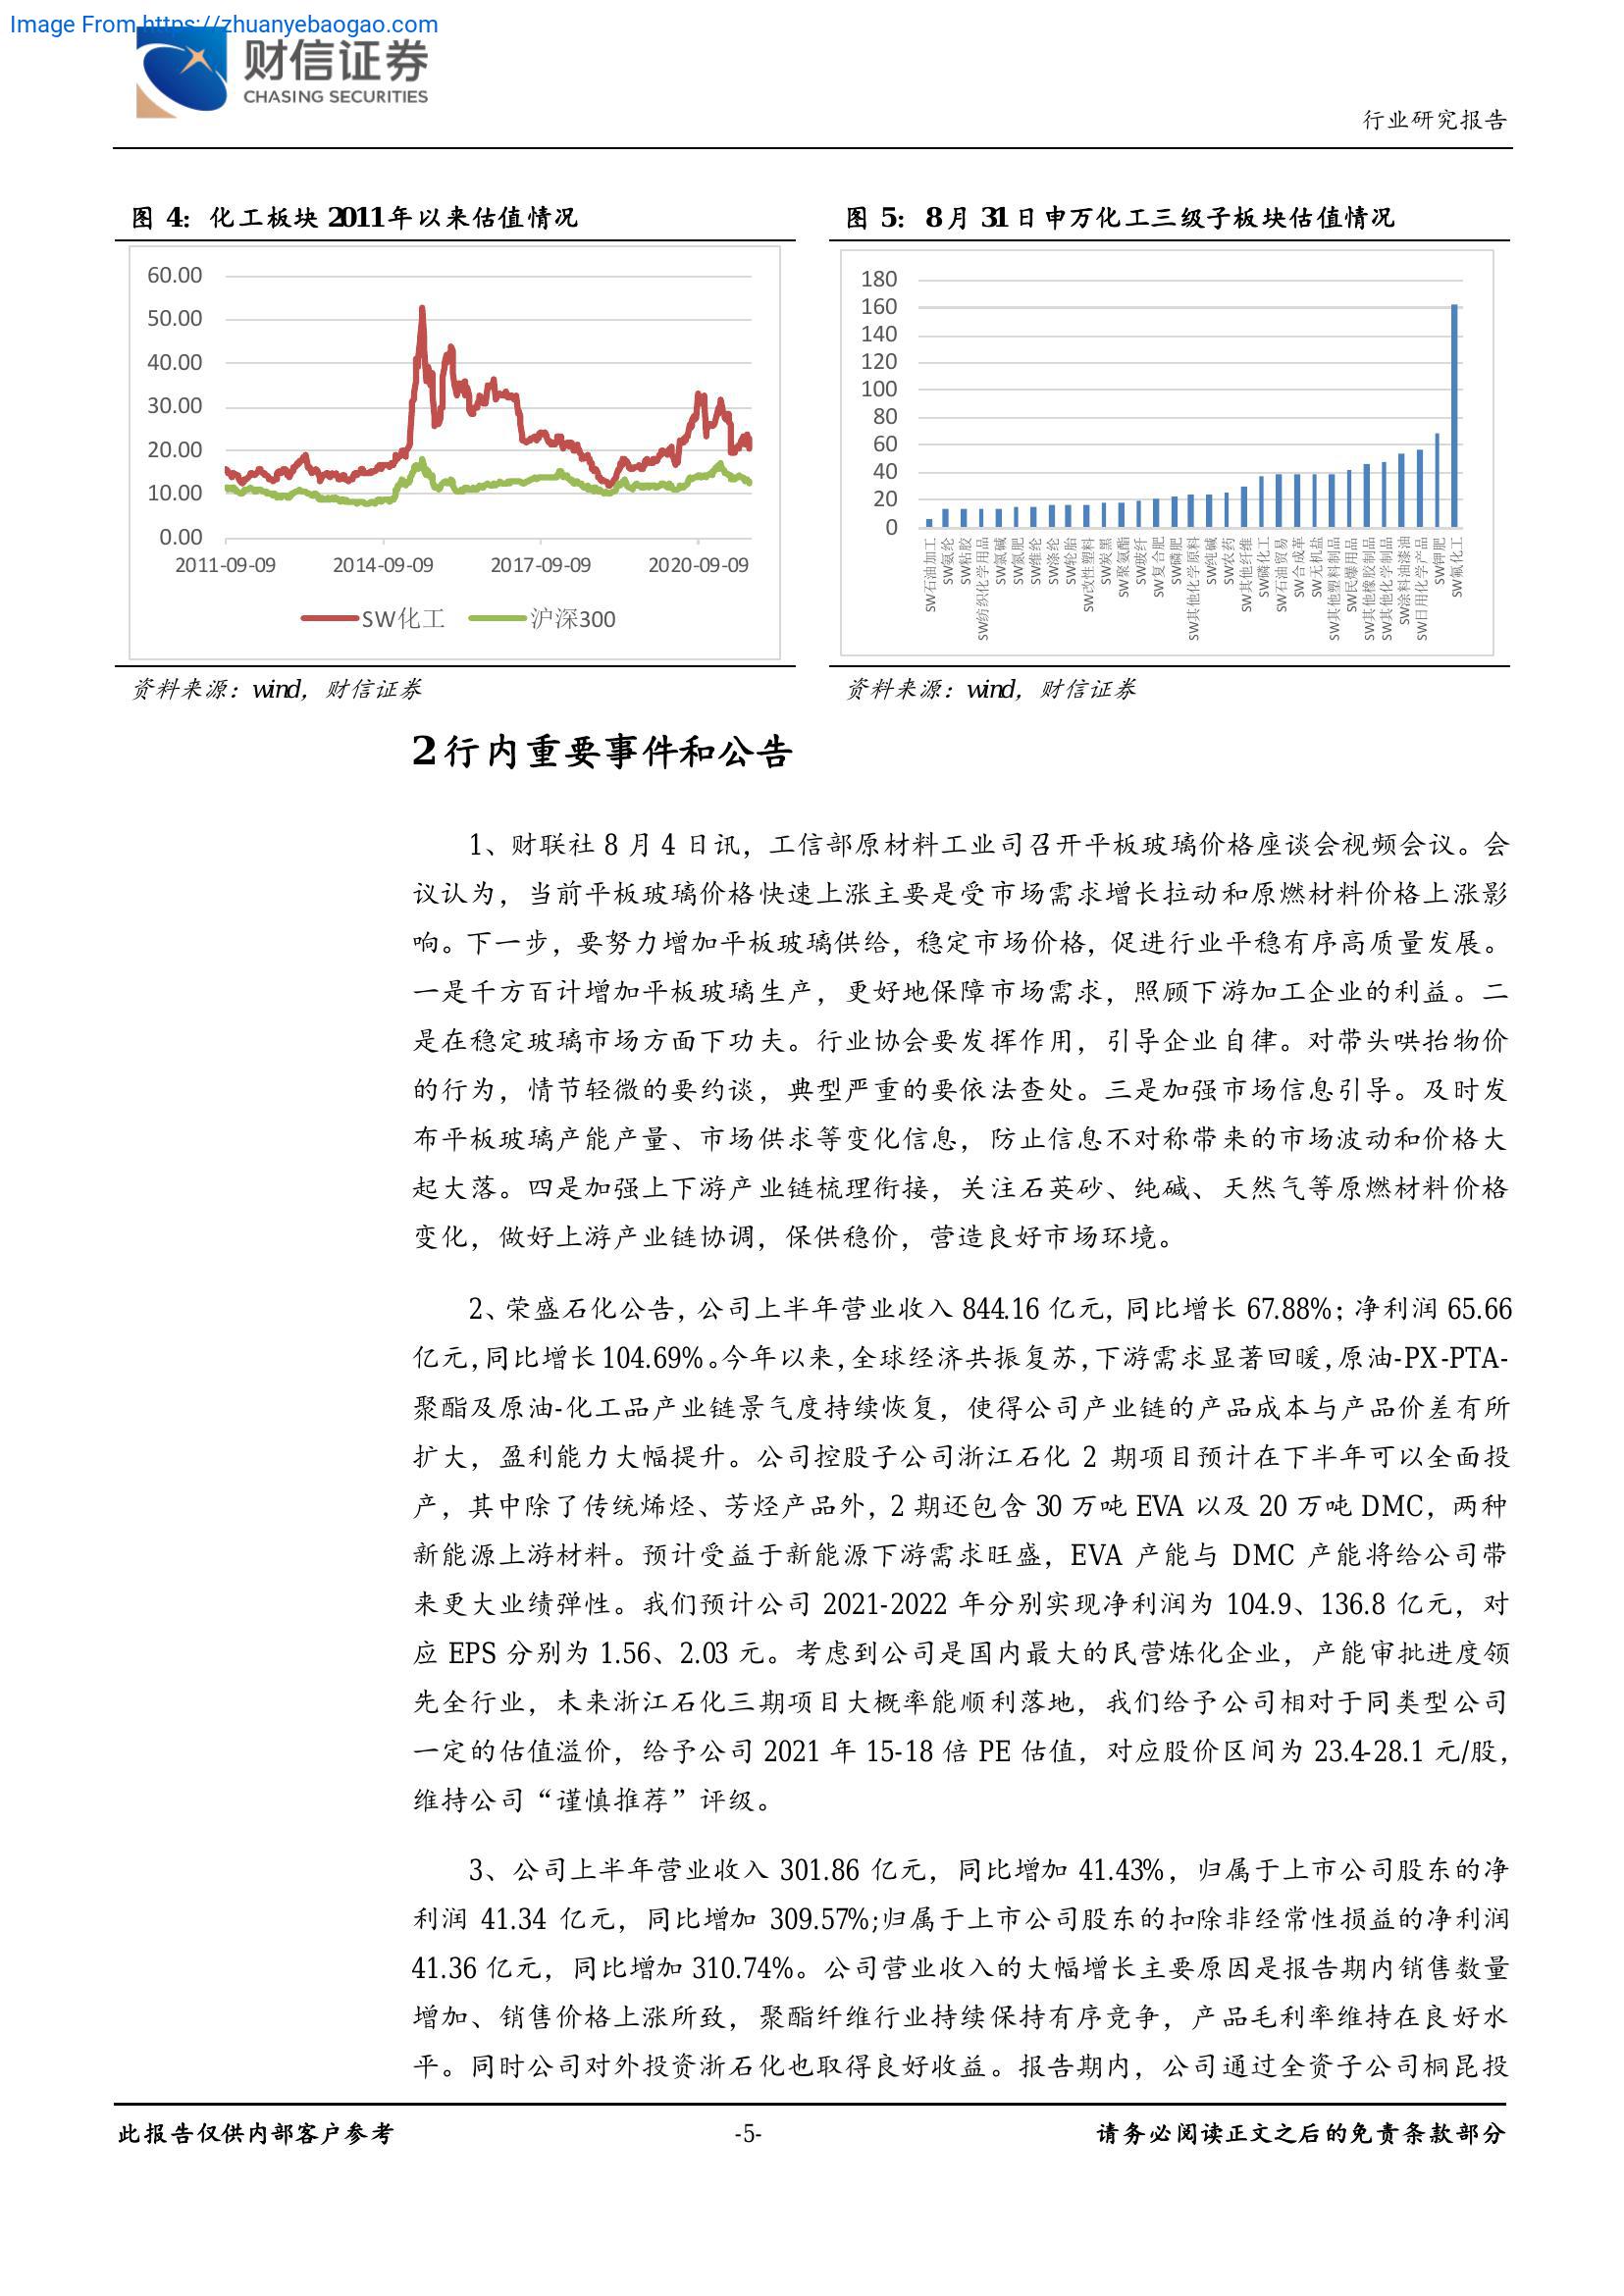 Image From https://zhuanyebaogao.com
财信证券
CHASING SECURITIES
行业研究报告
图 4：化工板块 2011年以来估值情况
60.00
50.00
40.00
30.00
20.00
10.00
0.00
2011-09-09 2014-09-09 2017-09-09 2020-09-09
SW化工 沪深300
资料来源：wind，财信证券
图 5：8月 31日申万化工三级子板块估值情况
180
160
140
120
100
80
60
40
20
0
SW石油加工
SW氨纶
SW粘胶
SW纺织化学用品
SW氯碱
SW氮肥
SW维纶
SW涤纶
SW轮胎
SW改性塑料
SW炭黑
SW聚氨酯
SW玻纤
SW复合肥
SW磷肥
SW其他化学原料
SW纯碱
SW农药
SW其他纤维
SW磷化工
SW石油贸易
SW合成革
SW无机盐
SW其他塑料制品
SW民爆用品
SW其他橡胶制品
SW其他化学制品
SW涂料油漆油
SW日用化学产品
SW钾肥
SW氟化工
资料来源：wind，财信证券
2 行内重要事件和公告
1、财联社 8 月 4 日讯，工信部原材料工业司召开平板玻璃价格座谈会视频会议。会
议认为，当前平板玻璃价格快速上涨主要是受市场需求增长拉动和原燃材料价格上涨影
响。下一步，要努力增加平板玻璃供给，稳定市场价格，促进行业平稳有序高质量发展。
一是千方百计增加平板玻璃生产，更好地保障市场需求，照顾下游加工企业的利益。二
是在稳定玻璃市场方面下功夫。行业协会要发挥作用，引导企业自律。对带头哄抬物价
的行为，情节轻微的要约谈，典型严重的要依法查处。三是加强市场信息引导。及时发
布平板玻璃产能产量、市场供求等变化信息，防止信息不对称带来的市场波动和价格大
起大落。四是加强上下游产业链梳理衔接，关注石英砂、纯碱、天然气等原燃材料价格
变化，做好上游产业链协调，保供稳价，营造良好市场环境。
2、荣盛石化公告，公司上半年营业收入 844.16 亿元，同比增长 67.88%；净利润 65.66
亿元，同比增长 104.69%。今年以来，全球经济共振复苏，下游需求显著回暖，原油-PX-PTA-
聚酯及原油-化工品产业链景气度持续恢复，使得公司产业链的产品成本与产品价差有所
扩大，盈利能力大幅提升。公司控股子公司浙江石化 2 期项目预计在下半年可以全面投
产，其中除了传统烯烃、芳烃产品外，2 期还包含 30 万吨 EVA 以及 20 万吨 DMC，两种
新能源上游材料。预计受益于新能源下游需求旺盛，EVA 产能与 DMC 产能将给公司带
来更大业绩弹性。我们预计公司 2021-2022 年分别实现净利润为 104.9、136.8 亿元，对
应 EPS 分别为 1.56、2.03 元。考虑到公司是国内最大的民营炼化企业，产能审批进度领
先全行业，未来浙江石化三期项目大概率能顺利落地，我们给予公司相对于同类型公司
一定的估值溢价，给予公司 2021 年 15-18 倍 PE 估值，对应股价区间为 23.4-28.1 元/股，
维持公司“谨慎推荐”评级。
3、公司上半年营业收入 301.86 亿元，同比增加 41.43%，归属于上市公司股东的净
利润 41.34 亿元，同比增加 309.57%;归属于上市公司股东的扣除非经常性损益的净利润
41.36 亿元，同比增加 310.74%。公司营业收入的大幅增长主要原因是报告期内销售数量
增加、销售价格上涨所致，聚酯纤维行业持续保持有序竞争，产品毛利率维持在良好水
平。同时公司对外投资浙石化也取得良好收益。报告期内，公司通过全资子公司桐昆投
此报告仅供内部客户参考 -5- 请务必阅读正文之后的免责条款部分